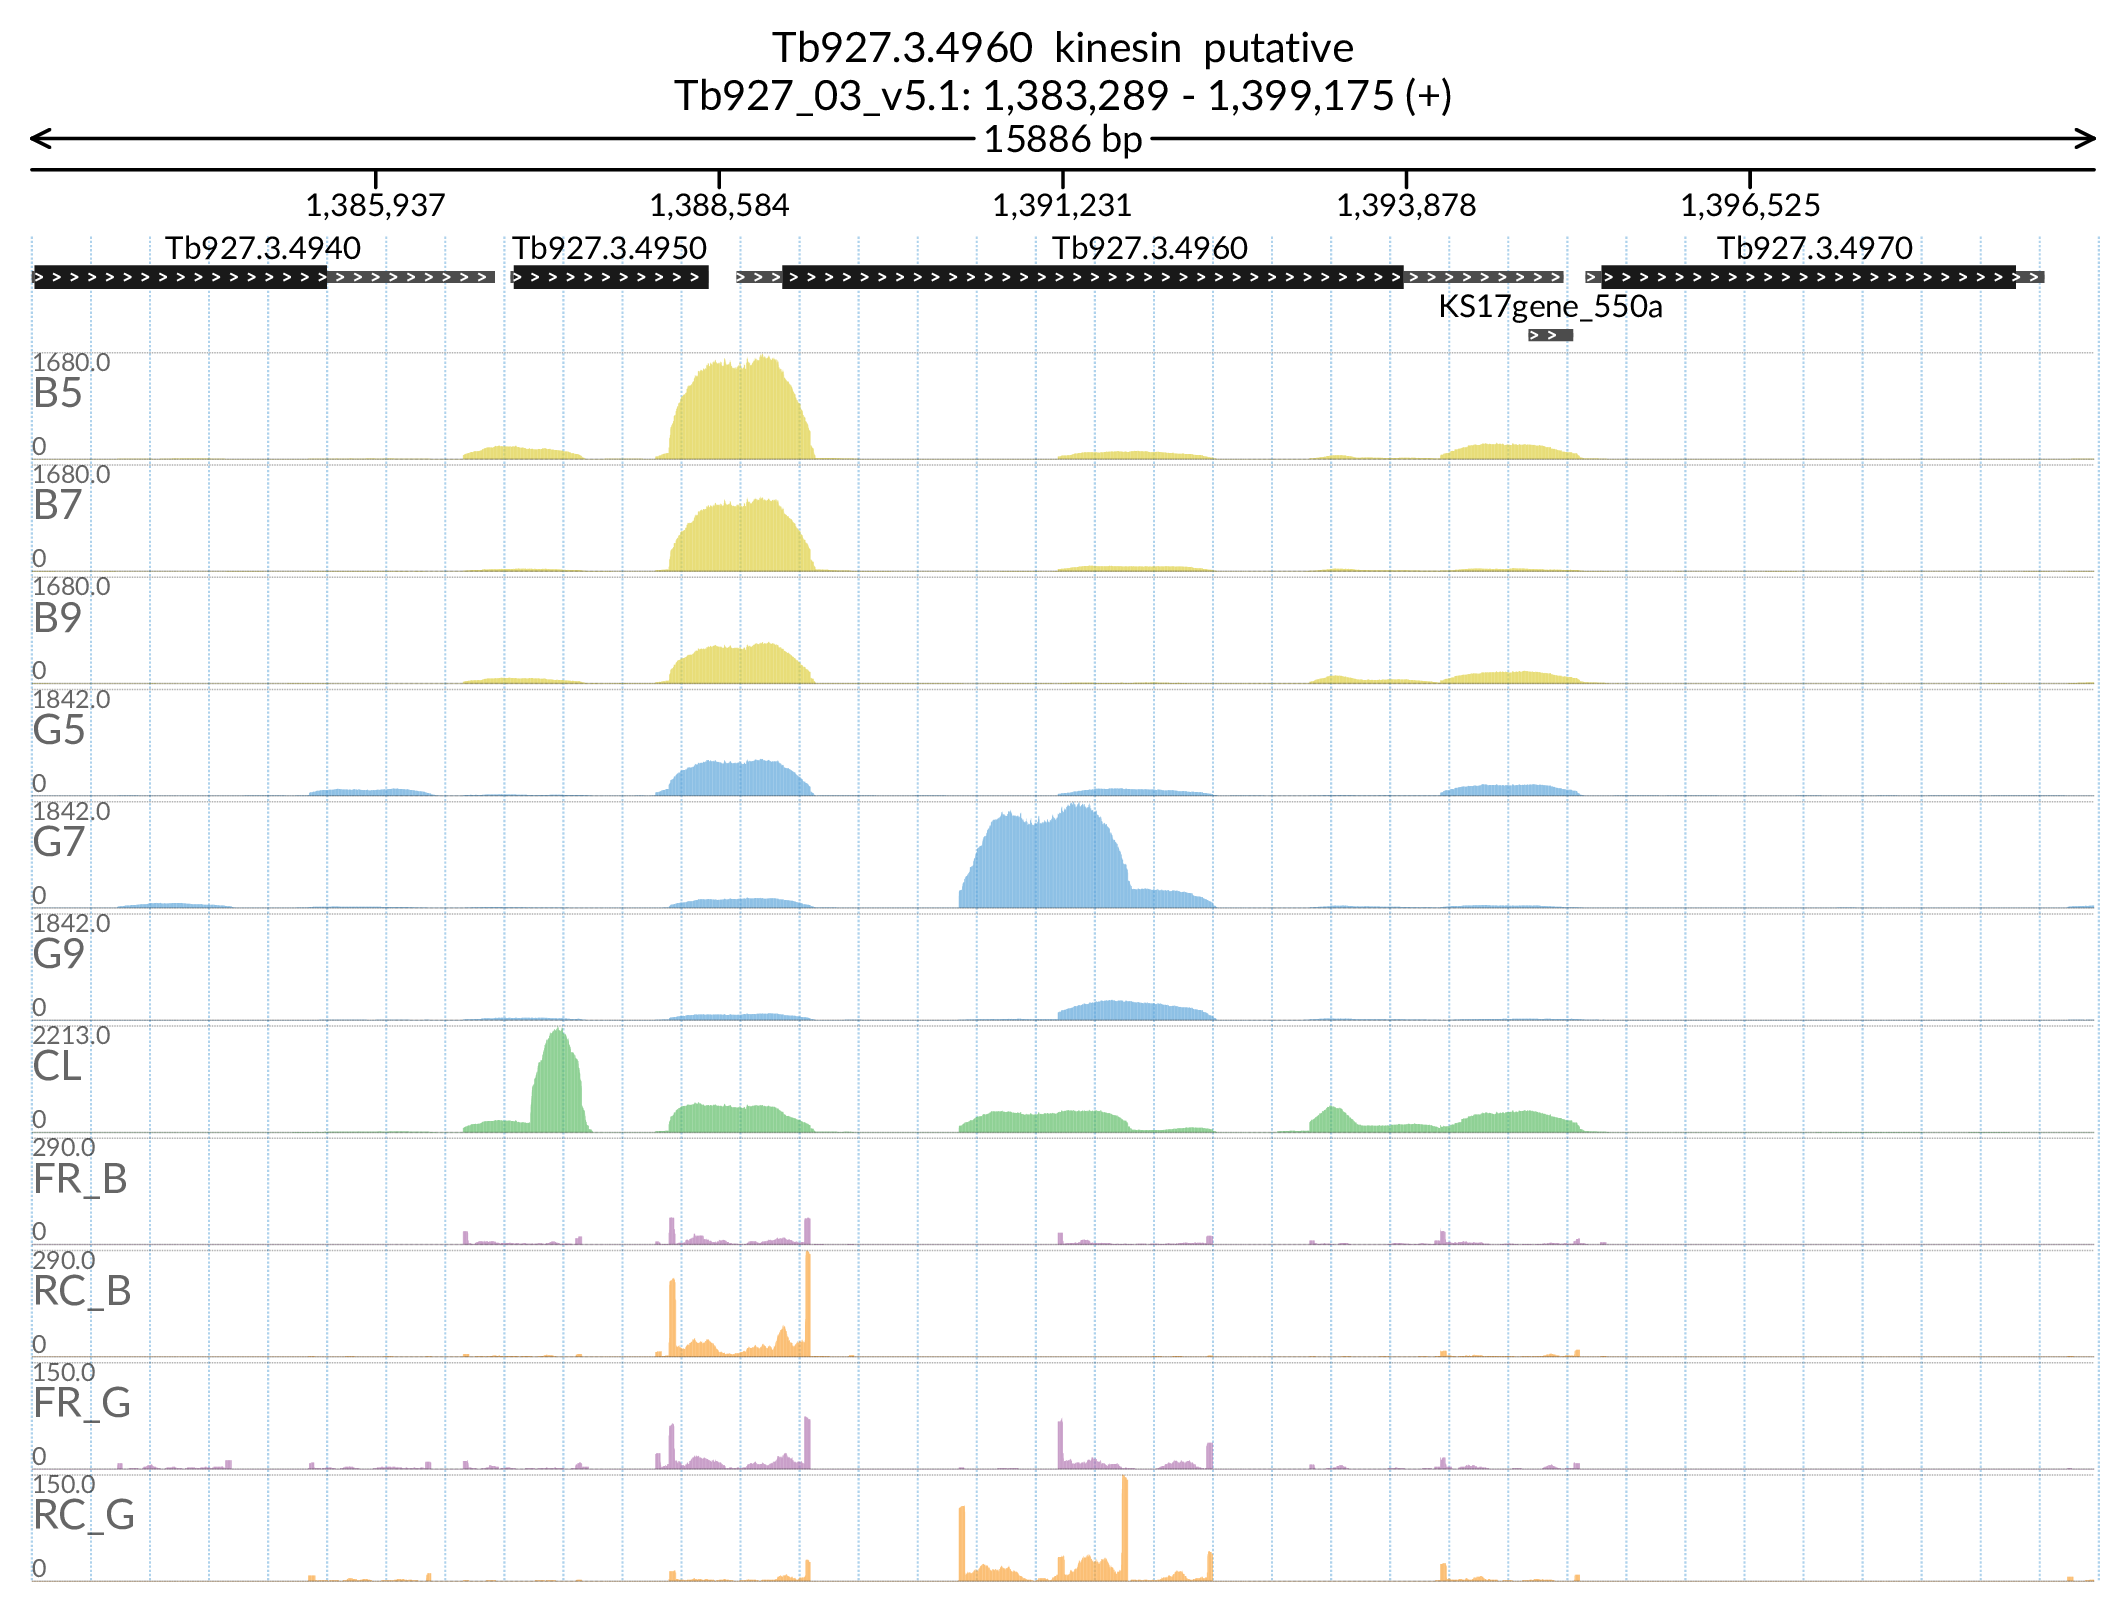 Tb927.3.4960 kinesin putative
Tb927_03_v5.1: 1,383,289 - 1,399,175 (+)
15886 bp
1,385,937 1,388,584 1,391,231 1,393,878 1,396,525
Tb927.3.4940 Tb927.3.4950 Tb927.3.4960 Tb927.3.4970
KS17gene_550a
1680.0
B5
0
1680.0
B7
0
1680.0
B9
0
1842.0
G5
0
1842.0
G7
0
1842.0
G9
0
2213.0
CL
0
290.0
FR_B
0
290.0
RC_B
0
150.0
FR_G
0
150.0
RC_G
0